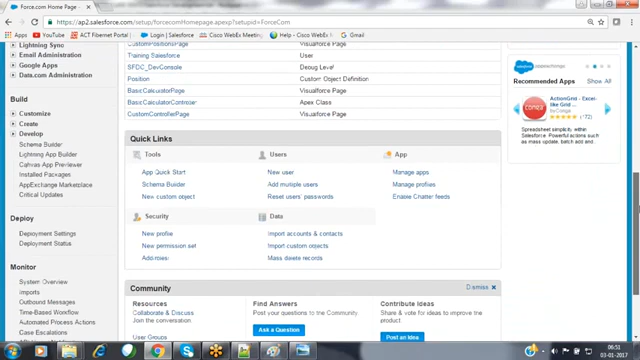 Force.com Home Page -
https://ap2.salesforce.com/setup/forcecomHomepage.apexp?setupid=ForceCom
Apps
ACT Fibernet Portal
Login | Salesforce
Cisco WebEx Meeting
Help - Cisco WebEx
Salesforce Developm
Lightning Sync
Email Administration
Google Apps
Data.com Administration
Build
Customize
Create
Develop
Schema Builder
Lightning App Builder
Canvas App Previewer
Installed Packages
AppExchange Marketplace
Critical Updates
Deploy
Deployment Settings
Deployment Status
Monitor
System Overview
Imports
Outbound Messages
Time-Based Workflow
Automated Process Actions
Case Escalations
CustomPositionsPage Visualforce Page
Training Salesforce User
SFDC_DevConsole Debug Level
Position Custom Object Definition
BasicCalculatorPage Visualforce Page
BasicCalculatorController Apex Class
CustomControllerPage Visualforce Page
Quick Links
Tools
App Quick Start
Schema Builder
New custom object
Users
New user
Add multiple users
Reset users' passwords
App
Manage apps
Manage profiles
Enable Chatter feeds
Security
New profile
New permission set
Add roles
Data
Import accounts & contacts
Import custom objects
Mass delete records
Community
Dismiss
Resources
Collaborate & Discuss
Join the conversation
User Groups
Find Answers
Post your questions to the Community.
Ask a Question
Contribute Ideas
Share & vote for ideas to improve the
product
Post an Idea
Recommended Apps
Show All
conga
ActionGrid - Excel-
like Grid ...
by Conga
Spreadsheet simplicity within
Salesforce. Powerful actions such
as mass update, batch add and...
06:51
03-01-2017